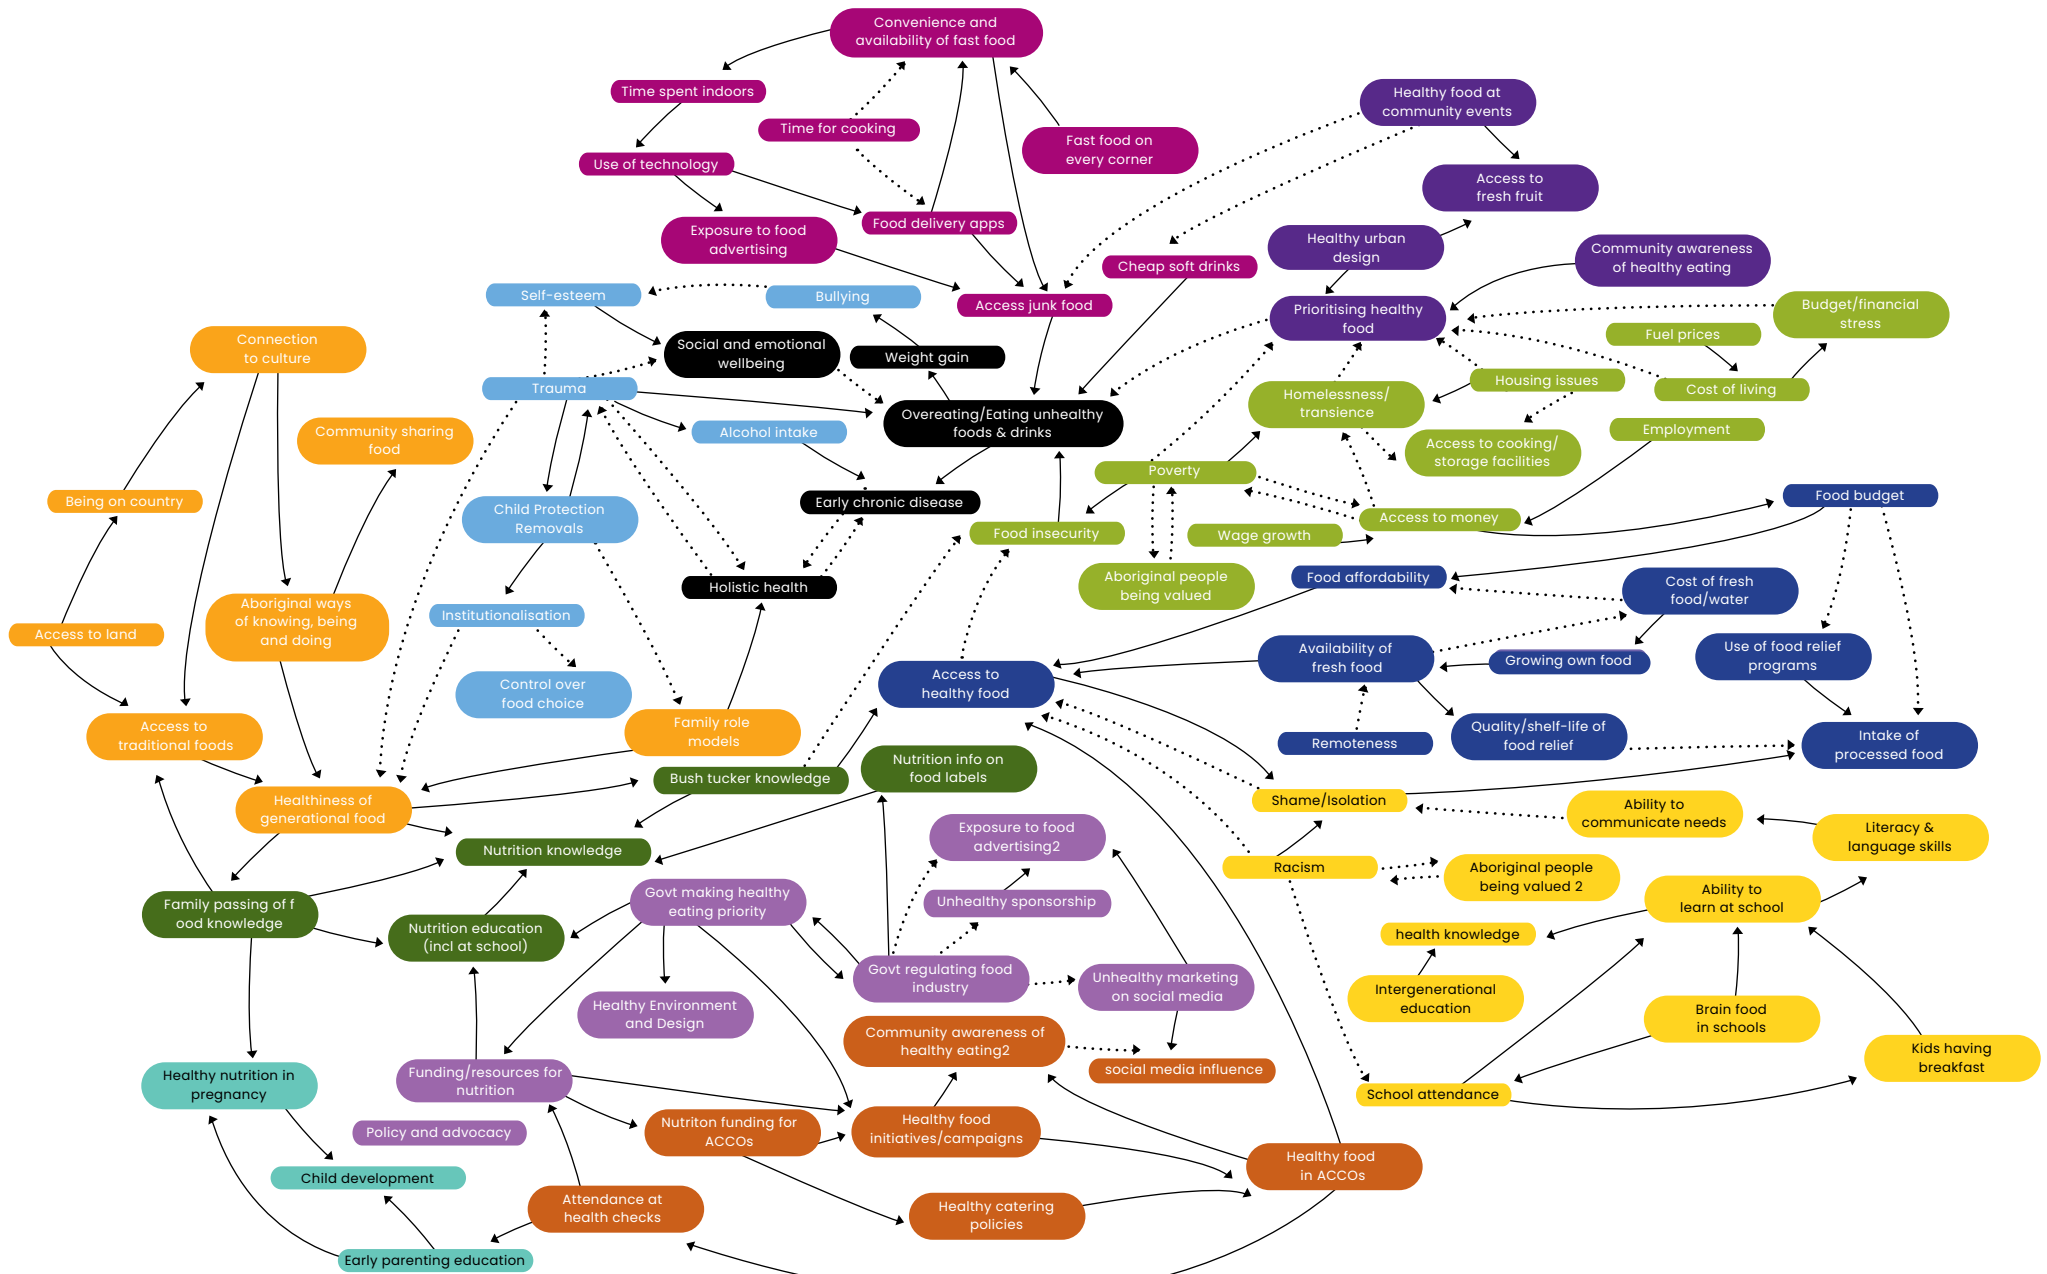 Convenience and
availability of fast food
Time spent indoors
Time for cooking
Fast food on
every corner
Use of technology
Food delivery apps
Exposure to food
advertising
Cheap soft drinks
Access junk food
Healthy food at
community events
Access to
fresh fruit
Healthy urban
design
Community awareness
of healthy eating
Prioritising healthy
food
Budget/financial
stress
Fuel prices
Housing issues
Cost of living
Homelessness/
transience
Access to cooking/
storage facilities
Employment
Poverty
Access to money
Wage growth
Food insecurity
Aboriginal people
being valued
Self-esteem
Bullying
Social and emotional
wellbeing
Weight gain
Trauma
Alcohol intake
Overeating/Eating unhealthy
foods & drinks
Early chronic disease
Child Protection
Removals
Holistic health
Institutionalisation
Control over
food choice
Connection
to culture
Community sharing
food
Being on country
Access to land
Aboriginal ways
of knowing, being
and doing
Access to
traditional foods
Family role
models
Healthiness of
generational food
Food budget
Food affordability
Cost of fresh
food/water
Availability of
fresh food
Growing own food
Use of food relief
programs
Access to
healthy food
Remoteness
Quality/shelf-life of
food relief
Intake of
processed food
Bush tucker knowledge
Nutrition info on
food labels
Nutrition knowledge
Family passing of f
ood knowledge
Nutrition education
(incl at school)
Shame/Isolation
Ability to
communicate needs
Literacy &
language skills
Racism
Aboriginal people
being valued 2
Ability to
learn at school
health knowledge
Intergenerational
education
Brain food
in schools
Kids having
breakfast
School attendance
Exposure to food
advertising2
Govt making healthy
eating priority
Unhealthy sponsorship
Govt regulating food
industry
Unhealthy marketing
on social media
Healthy Environment
and Design
Funding/resources for
nutrition
Policy and advocacy
Community awareness of
healthy eating2
social media influence
Nutriton funding for
ACCOs
Healthy food
initiatives/campaigns
Healthy food
in ACCOs
Attendance at
health checks
Healthy catering
policies
Healthy nutrition in
pregnancy
Child development
Early parenting education